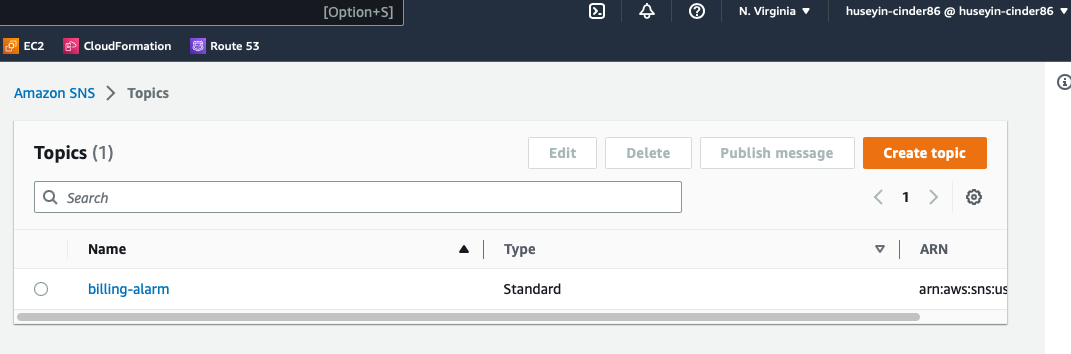 [Option+S] N. Virginia huseyin-cinder86 @ huseyin-cinder86
EC2 CloudFormation Route 53
Amazon SNS Topics
Topics (1) Edit Delete Publish message Create topic
Search 1
Name Type ARN
billing-alarm Standard arn:aws:sns:us